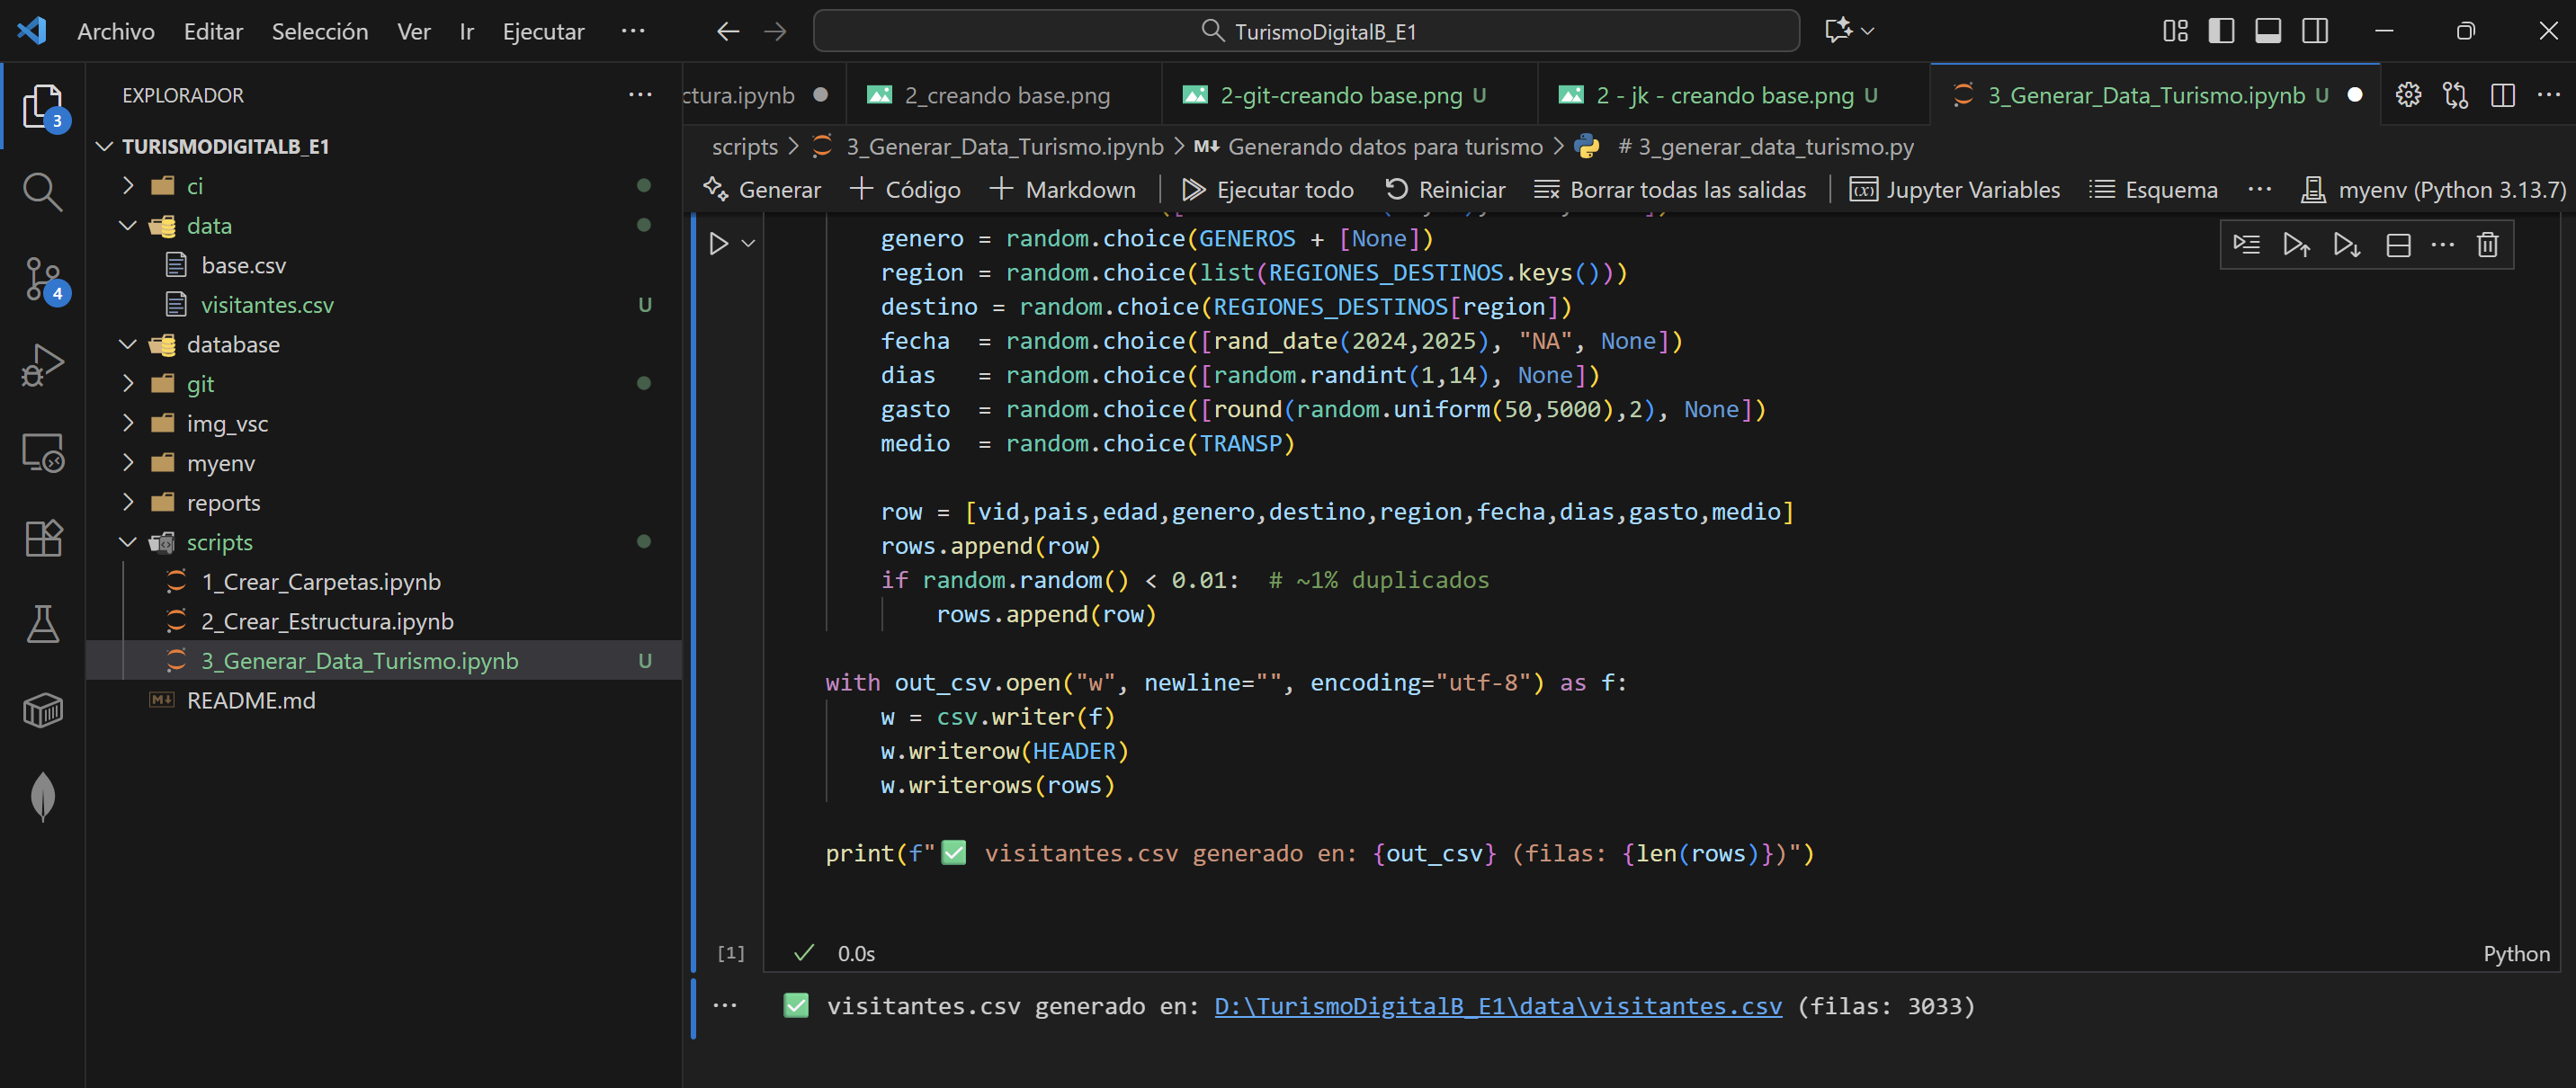 Archivo Editar Selección Ver Ir Ejecutar ··· TurismoDigitalB_E1
EXPLORADOR
TURISMODIGITALB_E1
ci
data
base.csv
visitantes.csv U
database
git
img_vsc
myenv
reports
scripts
1_Crear_Carpetas.ipynb
2_Crear_Estructura.ipynb
3_Generar_Data_Turismo.ipynb U
README.md
3
4
ctura.ipynb 2_creando base.png 2-git-creando base.png U 2 - jk - creando base.png U 3_Generar_Data_Turismo.ipynb U
scripts > 3_Generar_Data_Turismo.ipynb > M↓ Generando datos para turismo > # 3_generar_data_turismo.py
Generar + Código + Markdown Ejecutar todo Reiniciar Borrar todas las salidas Jupyter Variables Esquema ··· myenv (Python 3.13.7)
genero = random.choice(GENEROS + [None])
region = random.choice(list(REGIONES_DESTINOS.keys()))
destino = random.choice(REGIONES_DESTINOS[region])
fecha  = random.choice([rand_date(2024,2025), "NA", None])
dias   = random.choice([random.randint(1,14), None])
gasto  = random.choice([round(random.uniform(50,5000),2), None])
medio  = random.choice(TRANSP)
row = [vid,pais,edad,genero,destino,region,fecha,dias,gasto,medio]
rows.append(row)
if random.random() < 0.01:  # ~1% duplicados
rows.append(row)
with out_csv.open("w", newline="", encoding="utf-8") as f:
w = csv.writer(f)
w.writerow(HEADER)
w.writerows(rows)
print(f"✅ visitantes.csv generado en: {out_csv} (filas: {len(rows)})")
[1] ✓ 0.0s Python
✅ visitantes.csv generado en: D:\TurismoDigitalB_E1\data\visitantes.csv (filas: 3033)